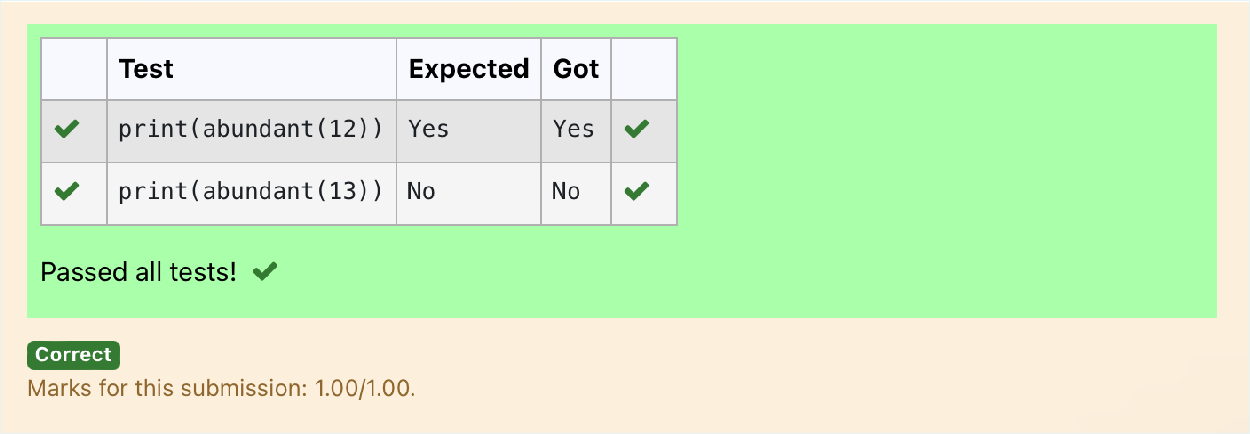 Test Expected Got
print(abundant(12)) Yes Yes
print(abundant(13)) No No
Passed all tests!
Correct
Marks for this submission: 1.00/1.00.